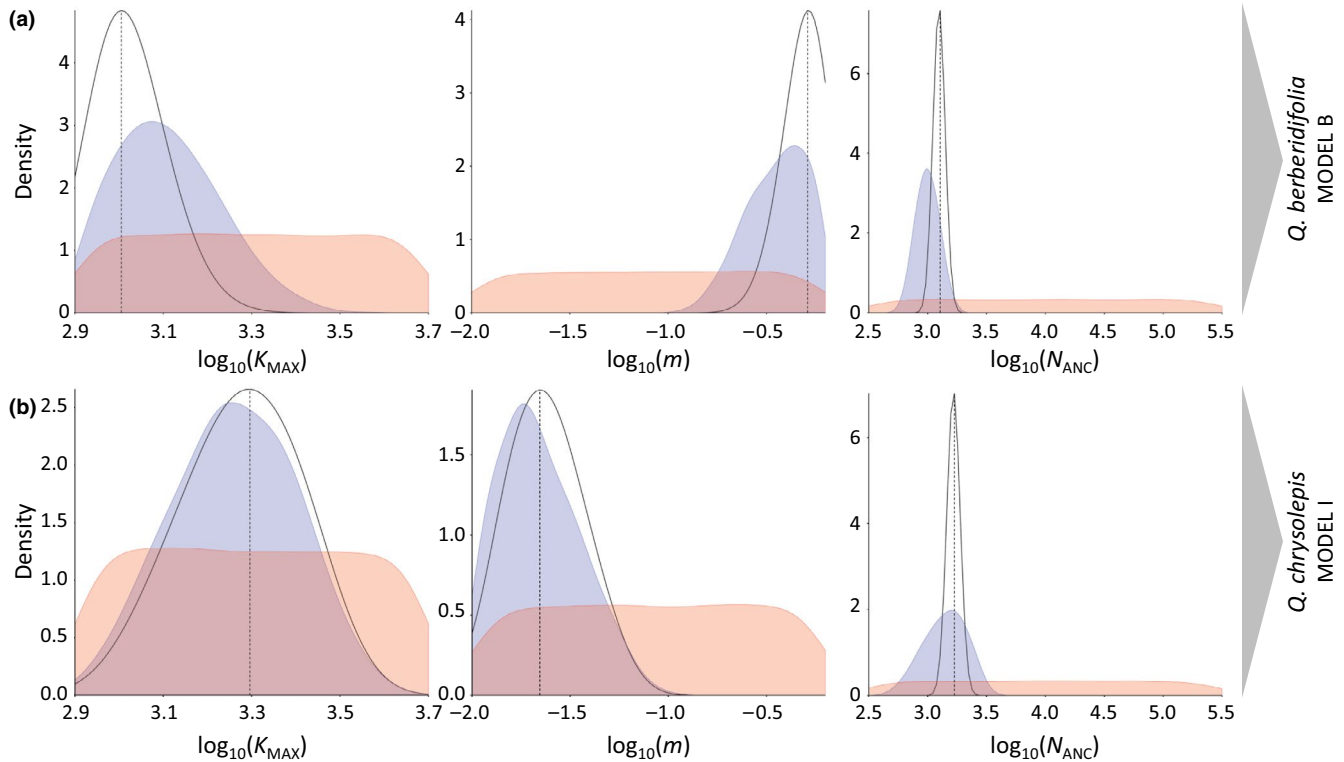 (a)
Density
4
3
2
1
0
2.9 3.1 3.3 3.5 3.7
log10(KMAX)
4
3
2
1
0
−2.0 −1.5 −1.0 −0.5
log10(m)
6
4
2
0
2.5 3.0 3.5 4.0 4.5 5.0 5.5
log10(NANC)
Q. berberidifolia
MODEL B
(b)
Density
2.5
2.0
1.5
1.0
0.5
0.0
2.9 3.1 3.3 3.5 3.7
log10(KMAX)
1.5
1.0
0.5
0.0
−2.0 −1.5 −1.0 −0.5
log10(m)
6
4
2
0
2.5 3.0 3.5 4.0 4.5 5.0 5.5
log10(NANC)
Q. chrysolepis
MODEL I